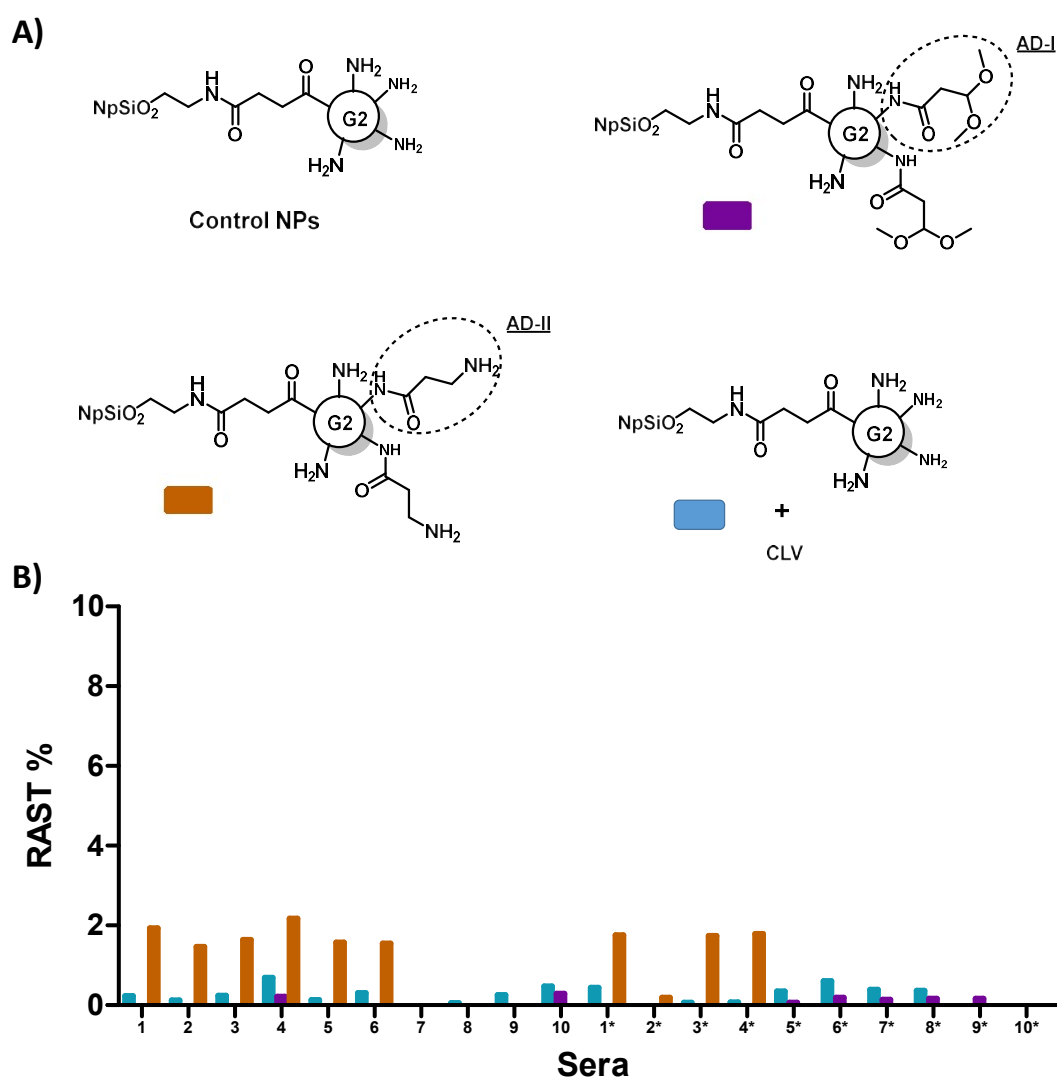 A)
NpSiO2
H
N
O
O
NH2
NH2
G2
NH2
H2N
Control NPs
AD-I
NpSiO2
H
N
O
O
NH2
H
N
O
O
O
G2
NH
H2N
O
O
O
AD-II
NpSiO2
H
N
O
O
NH2
H
N
O
NH2
G2
NH
H2N
O
NH2
NpSiO2
H
N
O
O
NH2
NH2
G2
NH2
H2N
+
CLV
B)
10
8
6
4
2
0
RAST %
1 2 3 4 5 6 7 8 9 10 1* 2* 3* 4* 5* 6* 7* 8* 9* 10*
Sera